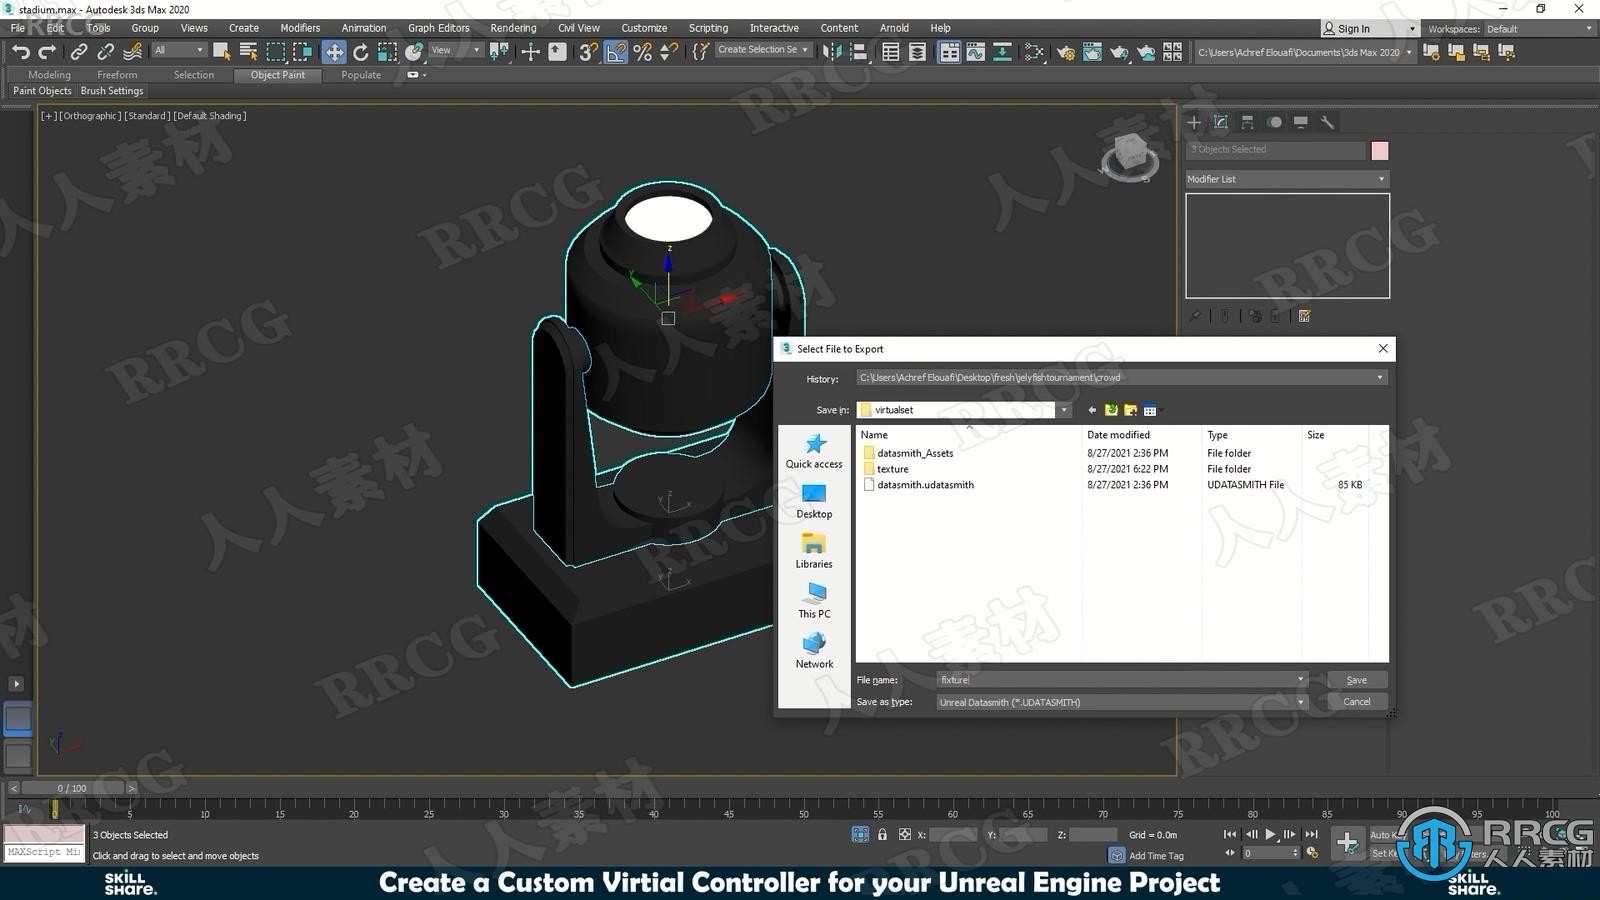 stadium.max - Autodesk 3ds Max 2020
File Edit Tools Group Views Create Modifiers Animation Graph Editors Rendering Civil View Customize Scripting Interactive Content Arnold Help
Sign In
Workspaces: Default
All
View
Create Selection Se
C:\Users\Achref Elouafi\Documents\3ds Max 2020
Modeling Freeform Selection Object Paint Populate
Paint Objects Brush Settings
[+] [Orthographic] [Standard] [Default Shading]
3 Objects Selected
Modifier List
Select File to Export
History: C:\Users\Achref Elouafi\Desktop\fresh\jelyfishtournament\crowd
Save in: virtualset
Name Date modified Type Size
datasmith_Assets 8/27/2021 2:36 PM File folder
texture 8/27/2021 6:22 PM File folder
datasmith.udatasmith 8/27/2021 2:36 PM UDATASMITH File 85 KB
Quick access
Desktop
Libraries
This PC
Network
File name: fixture
Save
Save as type: Unreal Datasmith (*.UDATASMITH)
Cancel
0 / 100
0 5 10 15 20 25 30 35 40 45 50 55 60 65 70 75 80 85 90 95 100
3 Objects Selected
X: Y: Z: Grid = 0.0m
Auto K
MAXScript Mi
Click and drag to select and move objects
Add Time Tag
0
Set K
SKILL share.
Create a Custom Virtial Controller for your Unreal Engine Project
SKILL share.
RRCG
人人素材